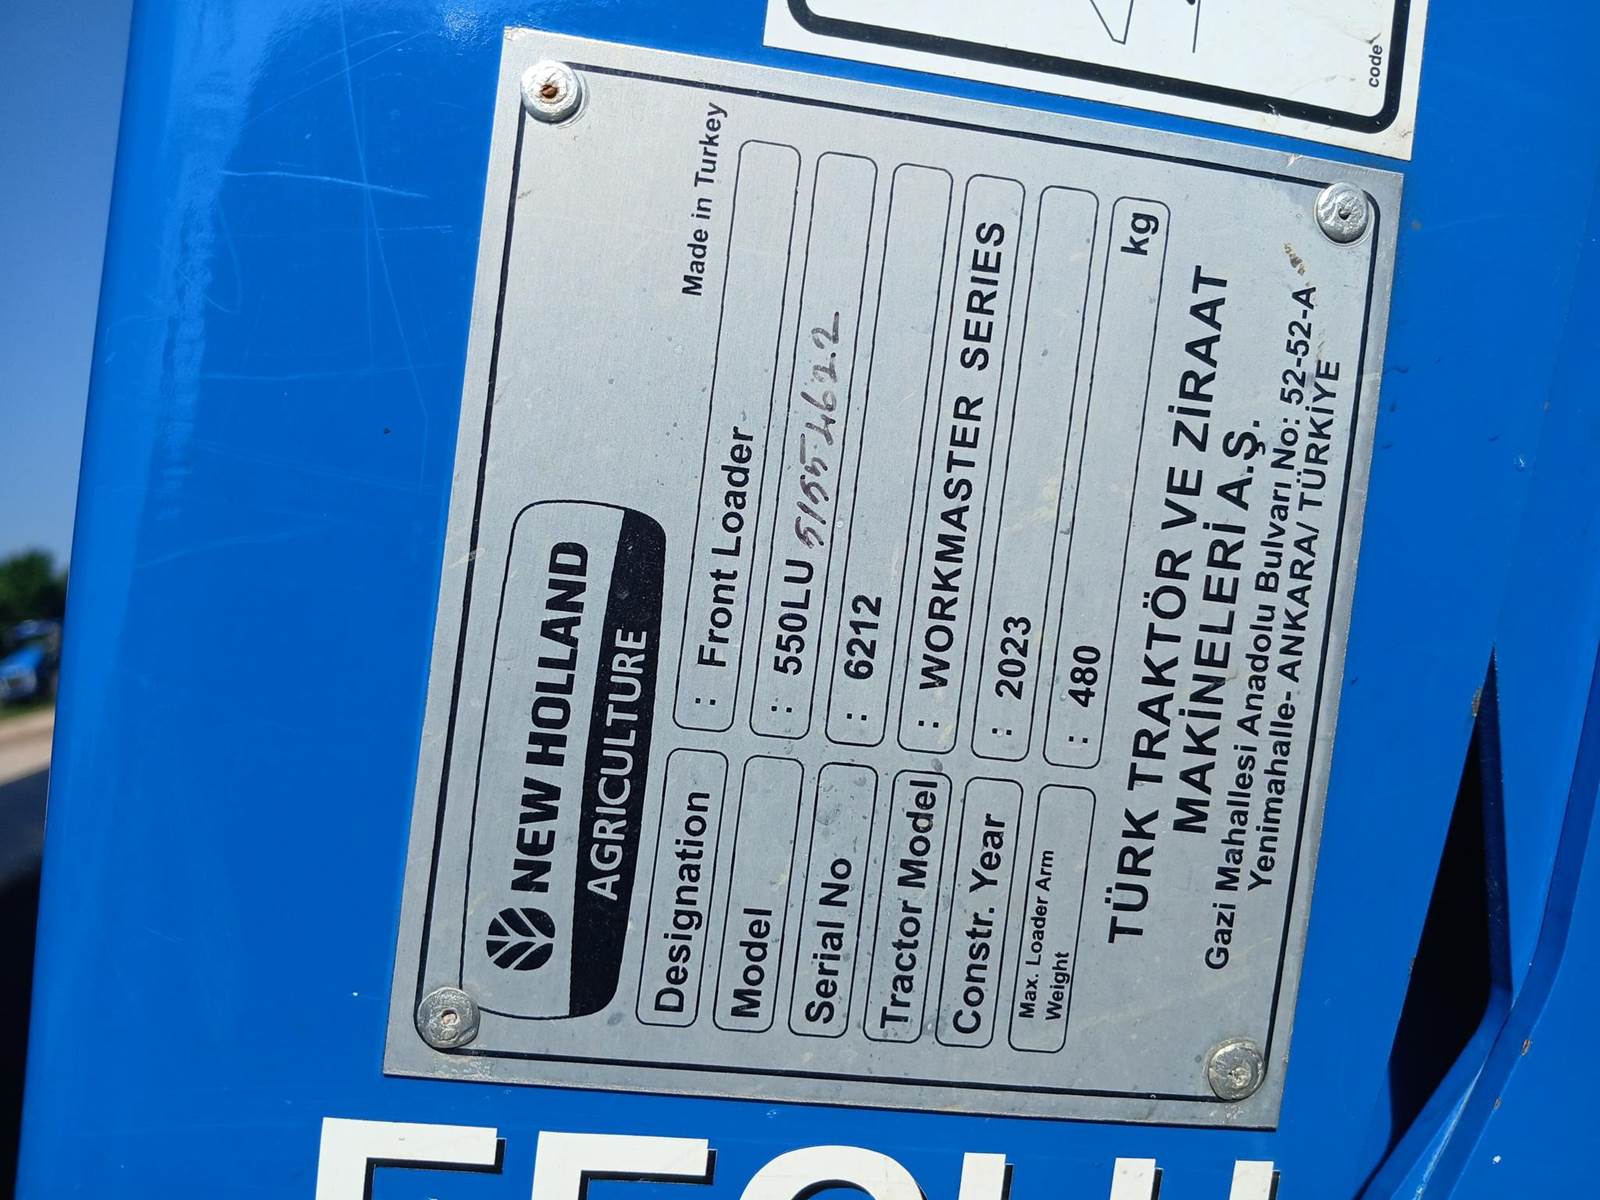 code
NEW HOLLAND
AGRICULTURE
Made in Turkey
Designation : Front Loader
Model : 550LU 51554622
Serial No : 6212
Tractor Model : WORKMASTER SERIES
Constr. Year : 2023
Max. Loader Arm Weight : 480 kg
TÜRK TRAKTÖR VE ZİRAAT
MAKİNELERİ A.Ş.
Gazi Mahallesi Anadolu Bulvarı No: 52-52-A
Yenimahalle- ANKARA/ TÜRKİYE